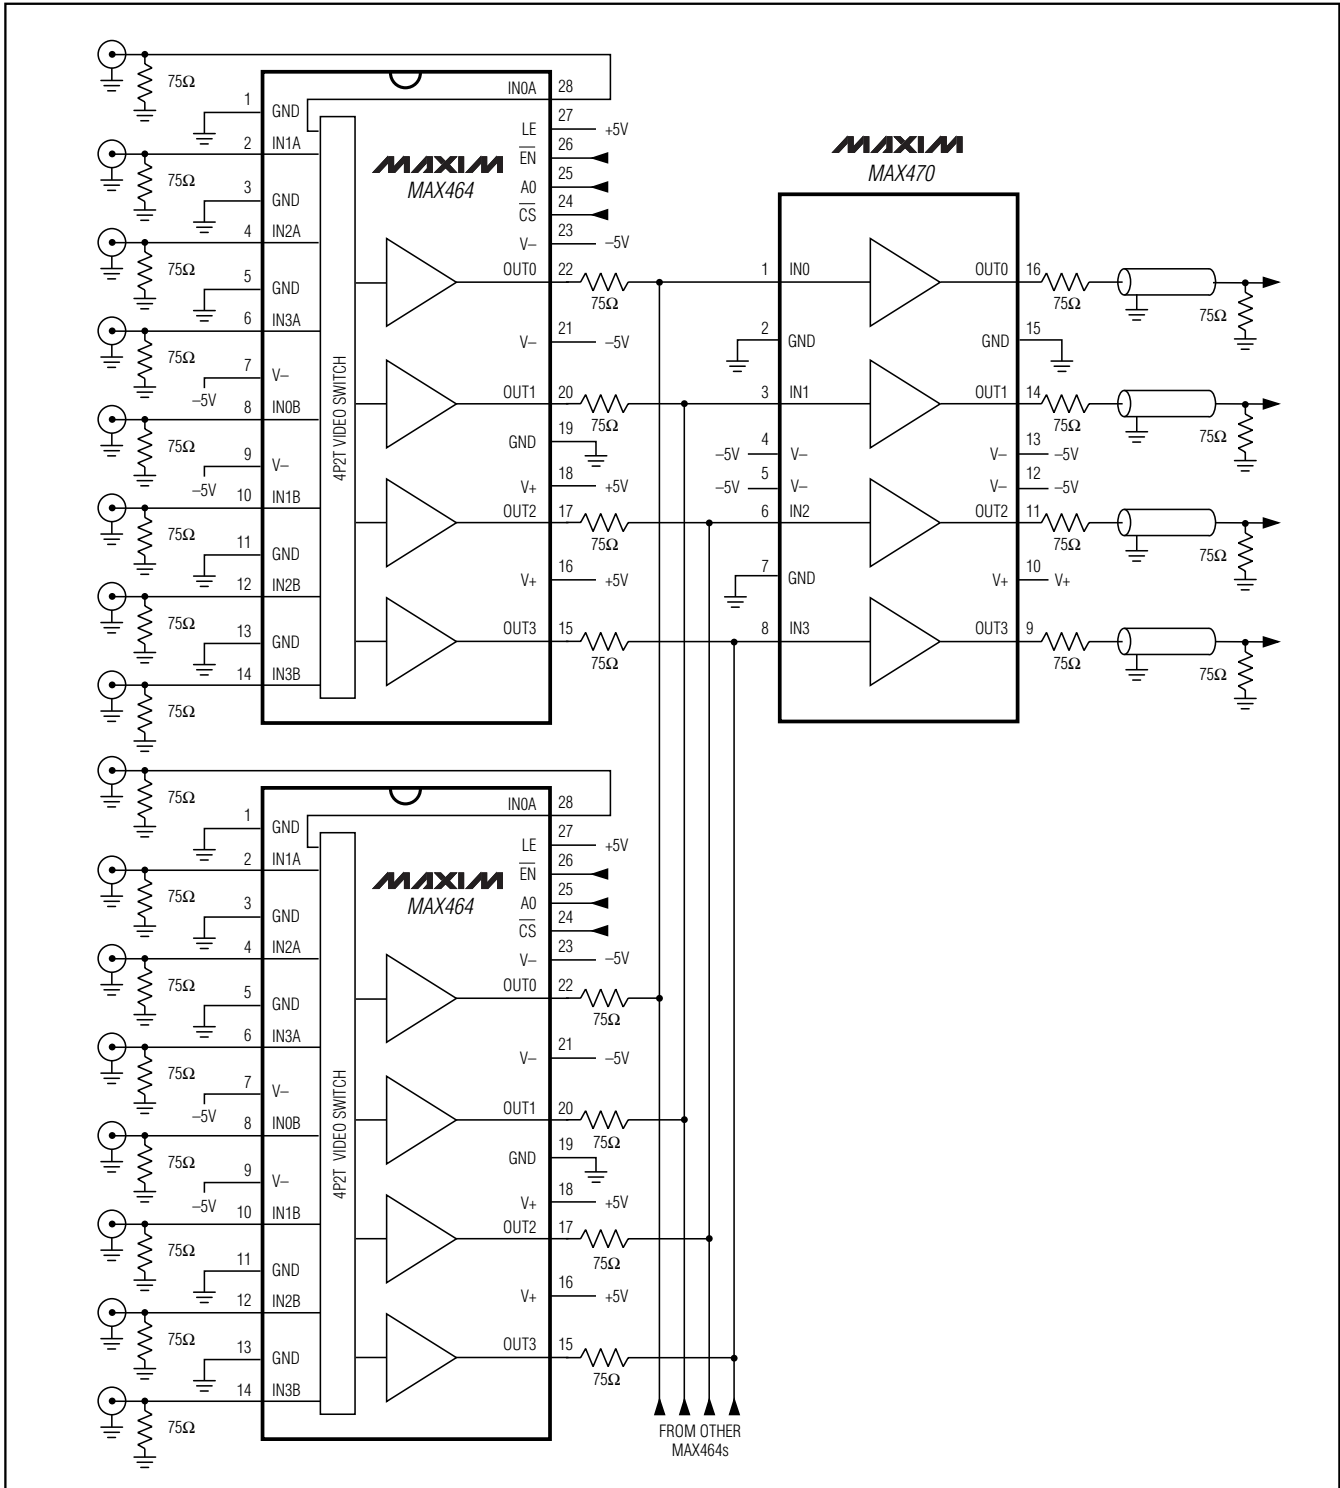 75Ω
1 GND
IN0A 28
LE 27 +5V
2 IN1A
MAXIM
MAX464
EN 26
75Ω
A0 25
3 GND
CS 24
4 IN2A
V– 23 –5V
OUT0 22
75Ω
75Ω
5 GND
6 IN3A
V– 21 –5V
75Ω
7 V–
–5V
8 IN0B
OUT1 20
75Ω
75Ω
GND 19
9 V–
–5V
V+ 18 +5V
10 IN1B
OUT2 17
75Ω
75Ω
11 GND
V+ 16 +5V
12 IN2B
75Ω
13 GND
OUT3 15
75Ω
14 IN3B
75Ω
4P2T VIDEO SWITCH
MAXIM
MAX470
1 IN0
OUT0 16
75Ω
75Ω
2 GND
GND 15
3 IN1
OUT1 14
75Ω
75Ω
–5V 4 V–
V– 13 –5V
–5V 5 V–
V– 12 –5V
6 IN2
OUT2 11
75Ω
75Ω
7 GND
V+ 10 V+
8 IN3
OUT3 9
75Ω
75Ω
75Ω
1 GND
IN0A 28
LE 27 +5V
2 IN1A
MAXIM
MAX464
EN 26
75Ω
A0 25
3 GND
CS 24
4 IN2A
V– 23 –5V
OUT0 22
75Ω
75Ω
5 GND
6 IN3A
V– 21 –5V
75Ω
7 V–
–5V
8 IN0B
OUT1 20
75Ω
75Ω
GND 19
9 V–
–5V
V+ 18 +5V
10 IN1B
OUT2 17
75Ω
75Ω
11 GND
V+ 16 +5V
12 IN2B
75Ω
13 GND
OUT3 15
75Ω
14 IN3B
75Ω
4P2T VIDEO SWITCH
FROM OTHER
MAX464s